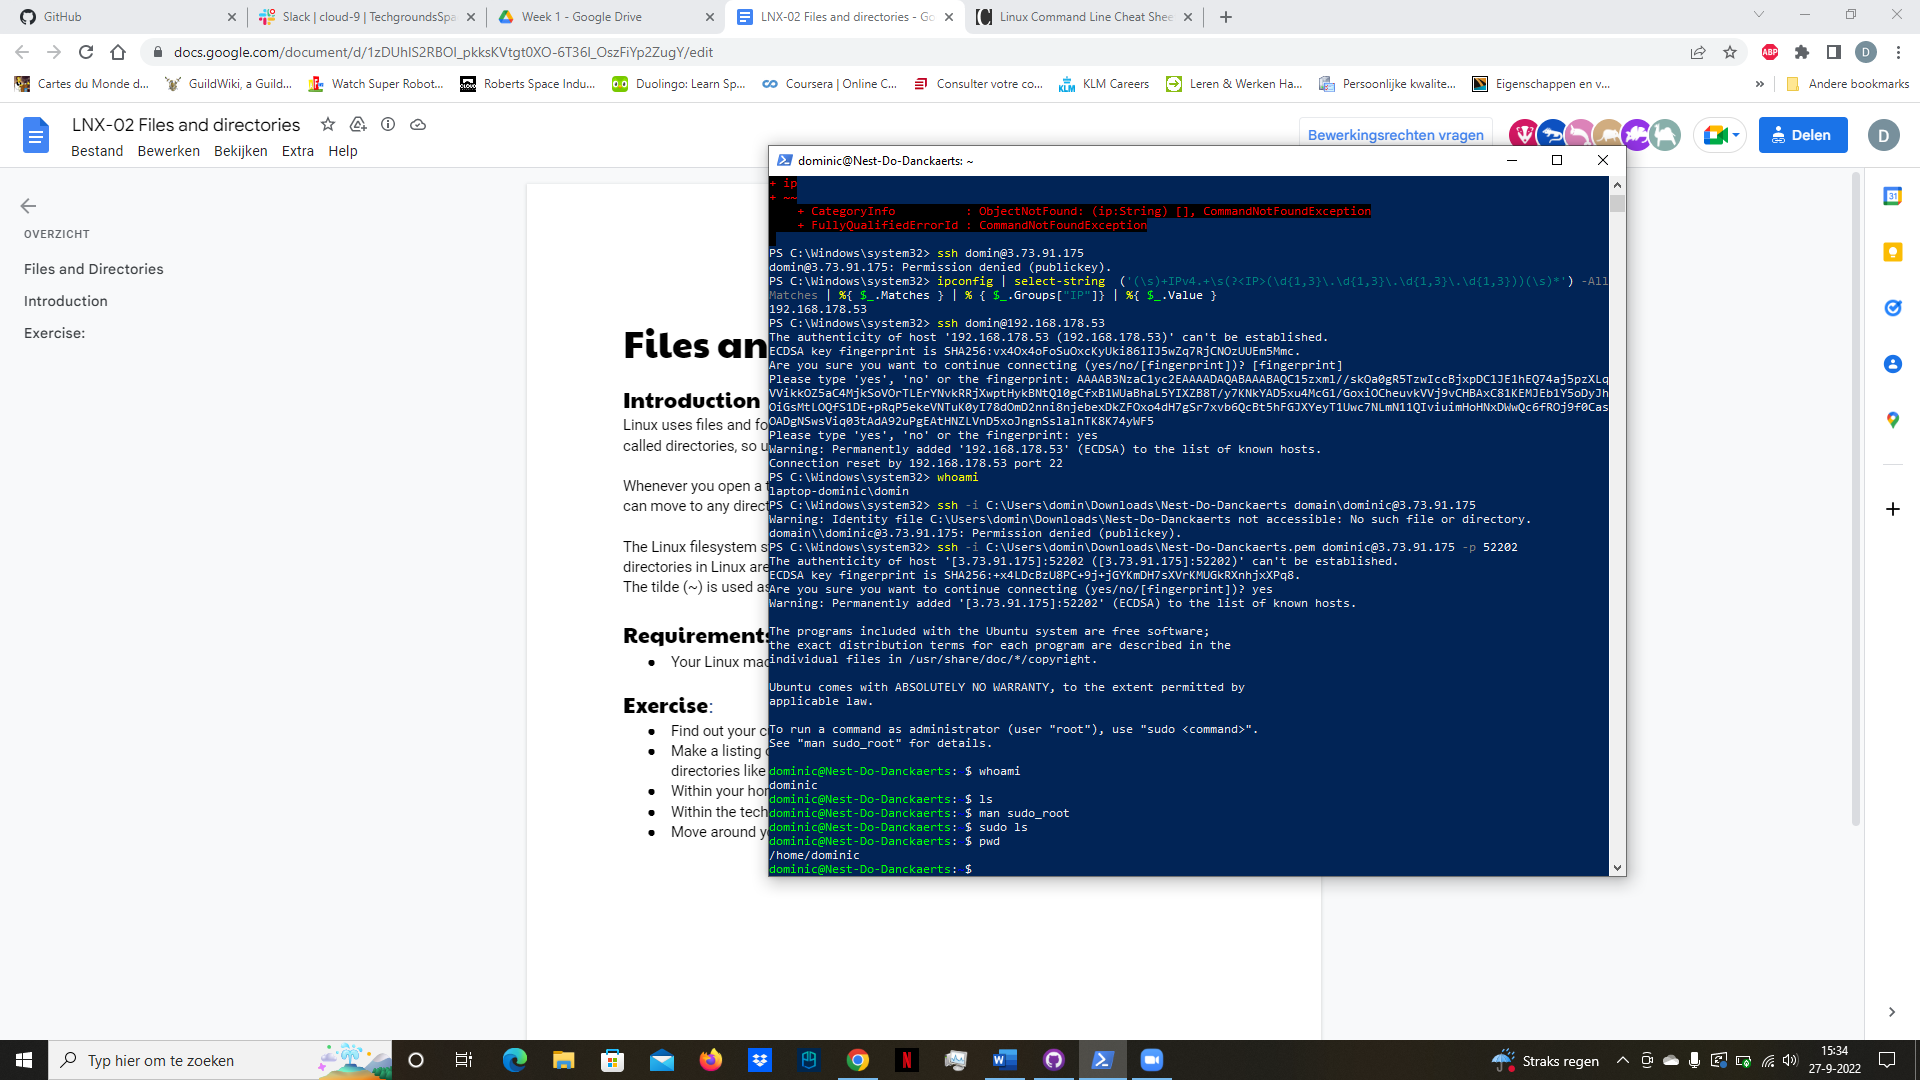 GitHub
Slack | cloud-9 | TechgroundsSpa
Week 1 - Google Drive
LNX-02 Files and directories - Go
Linux Command Line Cheat Shee
docs.google.com/document/d/1zDUhlS2RBOI_pkksKVtgt0XO-6T36l_OszFiYp2ZugY/edit
ABP
D
Cartes du Monde d...
GuildWiki, a Guild...
Watch Super Robot...
Roberts Space Indu...
Duolingo: Learn Sp...
Coursera | Online C...
Consulter votre co...
KLM Careers
Leren & Werken Ha...
Persoonlijke kwalite...
Eigenschappen en v...
»
Andere bookmarks
LNX-02 Files and directories
Bestand Bewerken Bekijken Extra Help
Bewerkingsrechten vragen
Delen
D
OVERZICHT
Files and Directories
Introduction
Exercise:
Files an
Introduction
Linux uses files and fo
called directories, so u
Whenever you open a t
can move to any direct
The Linux filesystem s
directories in Linux are
The tilde (~) is used as
Requirements
● Your Linux mac
Exercise:
● Find out your c
● Make a listing o
directories like
● Within your hom
● Within the tech
● Move around yo
dominic@Nest-Do-Danckaerts: ~
+ ip
+ ~~
+ CategoryInfo : ObjectNotFound: (ip:String) [], CommandNotFoundException
+ FullyQualifiedErrorId : CommandNotFoundException
PS C:\Windows\system32> ssh domin@3.73.91.175
domin@3.73.91.175: Permission denied (publickey).
PS C:\Windows\system32> ipconfig | select-string ('(\s)+IPv4.+\s(?<IP>(\d{1,3}\.\d{1,3}\.\d{1,3}\.\d{1,3}))(\s)*') -All
Matches | %{ $_.Matches } | % { $_.Groups["IP"]} | %{ $_.Value }
192.168.178.53
PS C:\Windows\system32> ssh domin@192.168.178.53
The authenticity of host '192.168.178.53 (192.168.178.53)' can't be established.
ECDSA key fingerprint is SHA256:vx4Ox4oFoSuOxcKyUki861IJ5wZq7RjCNOzUUEm5Mmc.
Are you sure you want to continue connecting (yes/no/[fingerprint])? [fingerprint]
Please type 'yes', 'no' or the fingerprint: AAAAB3NzaC1yc2EAAAADAQABAAABAQC15zxml//skOa0gR5TzwIccBjxpDC1JE1hEQ74aj5pzXLq
VVikkOZ5aC4MjkSoVOrTLErYNvkRRjXwptHykBNtQ10gCfxB1WUaBhaL5YIXZB8T/y7KNkYAD5xu4McG1/GoxiOCheuvkVVj9vCHBAxC81KEMJEb1Y5oDyJh
OiGsMtLOQfS1DE+pRqP5ekeVNTuK0yI78dOmD2nni8njebexDkZFOxo4dH7gSr7xvb6QcBt5hFGJXYeyT1Uwc7NLmN11QIviuimHoHNxDWwQc6fROj9f0Cas
OADgNSwsViq03tAdA92uPgEAtHNZLVnD5xoJngnSslalnTK8K74yWF5
Please type 'yes', 'no' or the fingerprint: yes
Warning: Permanently added '192.168.178.53' (ECDSA) to the list of known hosts.
Connection reset by 192.168.178.53 port 22
PS C:\Windows\system32> whoami
laptop-dominic\domin
PS C:\Windows\system32> ssh -i C:\Users\domin\Downloads\Nest-Do-Danckaerts domain\dominic@3.73.91.175
Warning: Identity file C:\Users\domin\Downloads\Nest-Do-Danckaerts not accessible: No such file or directory.
domain\\dominic@3.73.91.175: Permission denied (publickey).
PS C:\Windows\system32> ssh -i C:\Users\domin\Downloads\Nest-Do-Danckaerts.pem dominic@3.73.91.175 -p 52202
The authenticity of host '[3.73.91.175]:52202 ([3.73.91.175]:52202)' can't be established.
ECDSA key fingerprint is SHA256:+x4LDcBzU8PC+9j+jGYKmDH7sXVrKMUGkRXnhjxXPq8.
Are you sure you want to continue connecting (yes/no/[fingerprint])? yes
Warning: Permanently added '[3.73.91.175]:52202' (ECDSA) to the list of known hosts.
The programs included with the Ubuntu system are free software;
the exact distribution terms for each program are described in the
individual files in /usr/share/doc/*/copyright.
Ubuntu comes with ABSOLUTELY NO WARRANTY, to the extent permitted by
applicable law.
To run a command as administrator (user "root"), use "sudo <command>".
See "man sudo_root" for details.
dominic@Nest-Do-Danckaerts: $ whoami
dominic
dominic@Nest-Do-Danckaerts: $ ls
dominic@Nest-Do-Danckaerts: $ man sudo_root
dominic@Nest-Do-Danckaerts: $ sudo ls
dominic@Nest-Do-Danckaerts: $ pwd
/home/dominic
dominic@Nest-Do-Danckaerts: $
31
Typ hier om te zoeken
Straks regen
15:34
27-9-2022